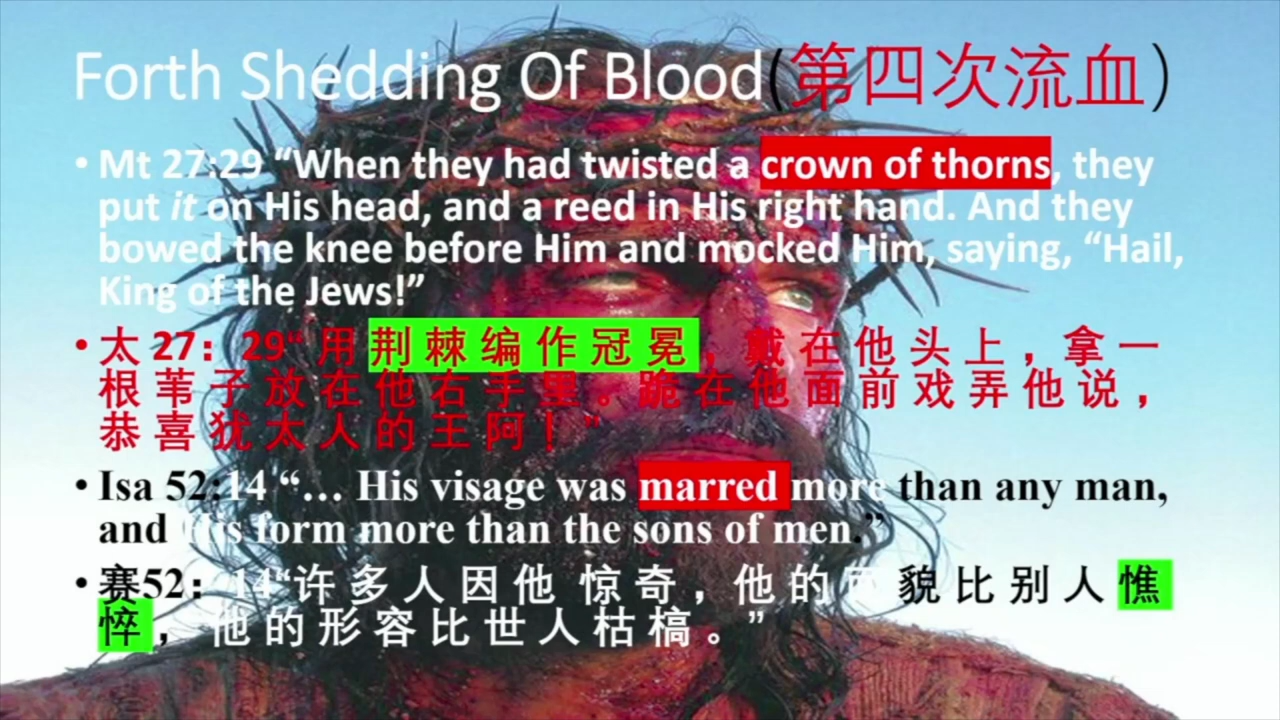 Forth Shedding Of Blood(第四次流血)
• Mt 27:29 “When they had twisted a crown of thorns, they
put it on His head, and a reed in His right hand. And they
bowed the knee before Him and mocked Him, saying, “Hail,
King of the Jews!”
• 太 27：29“ 用荆棘编作冠冕，戴在他头上，拿一
根苇子放在他右手里。跪在他面前戏弄他说，
恭喜犹太人的王阿！”
• Isa 52:14 “… His visage was marred more than any man,
and His form more than the sons of men.”
• 赛52：14“许多人因他 惊奇，他的面貌比别人憔
悴， 他的形容比世人枯槁。”